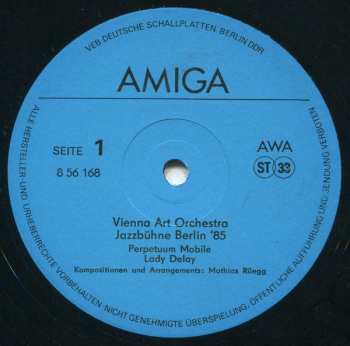 VEB DEUTSCHE SCHALLPLATTEN BERLIN DDR
AMIGA
SEITE 1
8 56 168
AWA
ST 33
Vienna Art Orchestra
Jazzbühne Berlin '85
Perpetuum Mobile
Lady Delay
Kompositionen und Arrangements: Mathias Rüegg
ALLE HERSTELLER- UND URHEBERRECHTE VORBEHALTEN · NICHT GENEHMIGTE ÜBERSPIELUNG, ÖFFENTLICHE AUFFÜHRUNG UND SENDUNG VERBOTEN